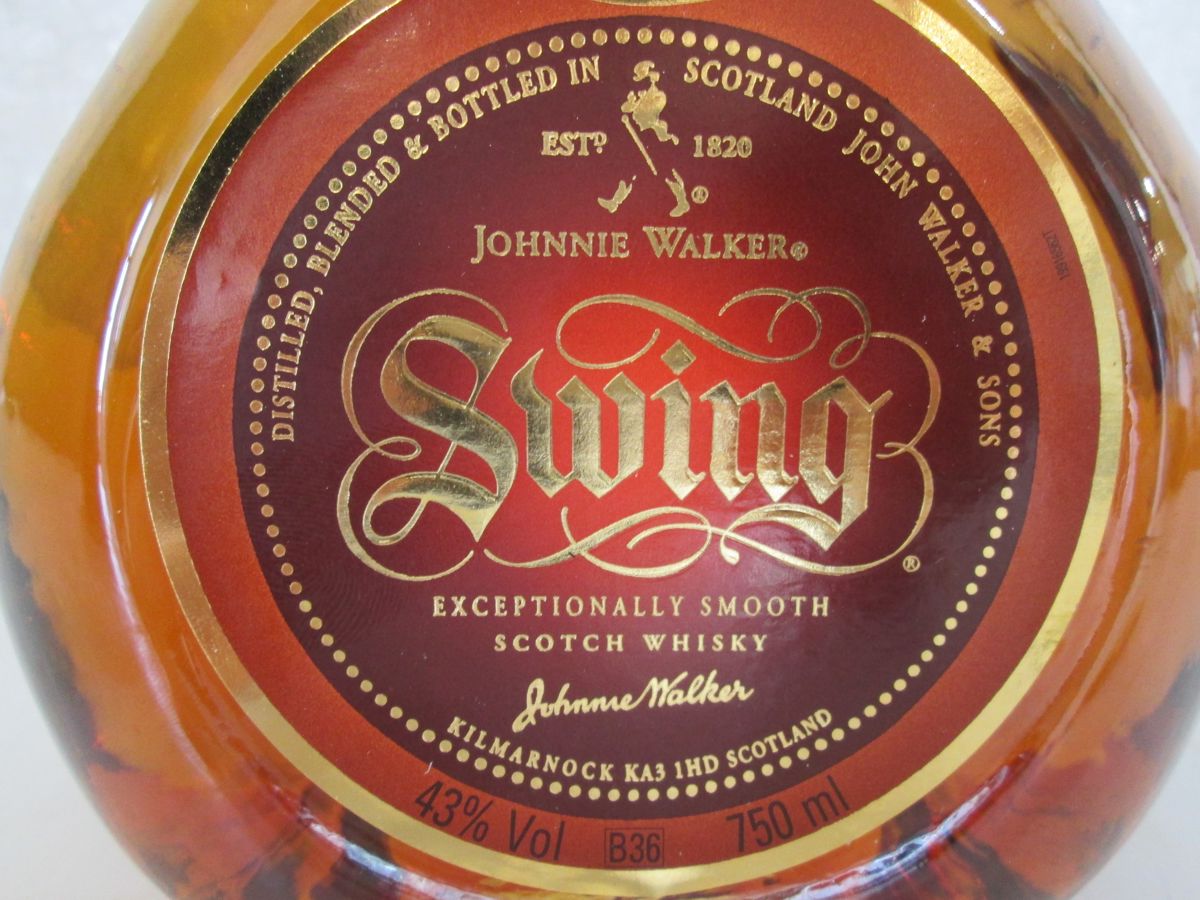 DISTILLED, BLENDED & BOTTLED IN SCOTLAND JOHN WALKER & SONS
ESTD 1820
JOHNNIE WALKER®
Swing®
EXCEPTIONALLY SMOOTH
SCOTCH WHISKY
Johnnie Walker
KILMARNOCK KA3 1HD SCOTLAND
43% Vol B36 750 ml